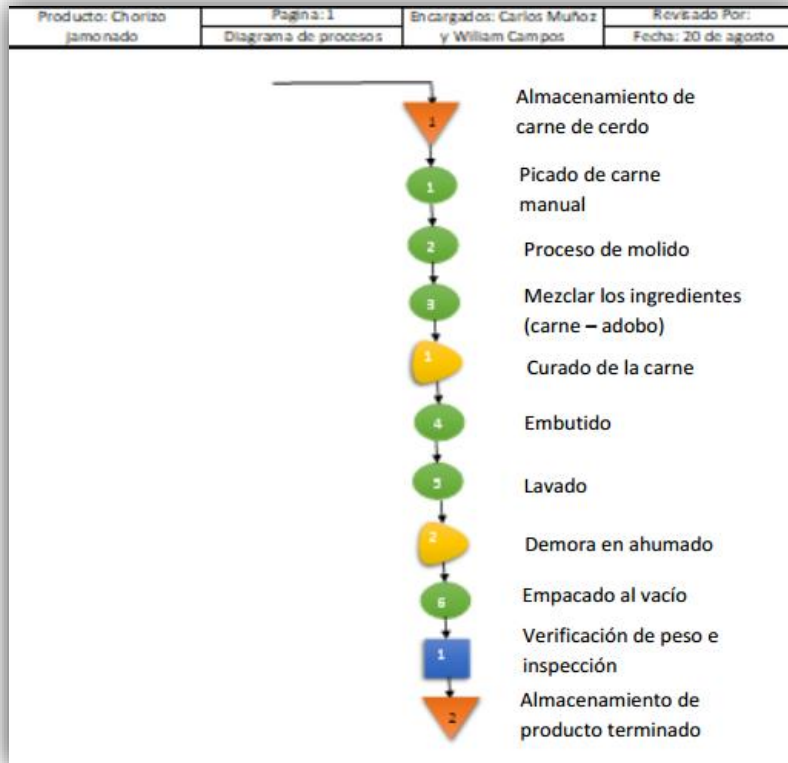 Producto: Chorizo
jamonado
Pagina: 1
Diagrama de procesos
Encargados: Carlos Muñoz
y William Campos
Revisado Por:
Fecha: 20 de agosto
1
Almacenamiento de
carne de cerdo
1
Picado de carne
manual
2
Proceso de molido
3
Mezclar los ingredientes
(carne – adobo)
1
Curado de la carne
4
Embutido
5
Lavado
2
Demora en ahumado
6
Empacado al vacío
1
Verificación de peso e
inspección
2
Almacenamiento de
producto terminado